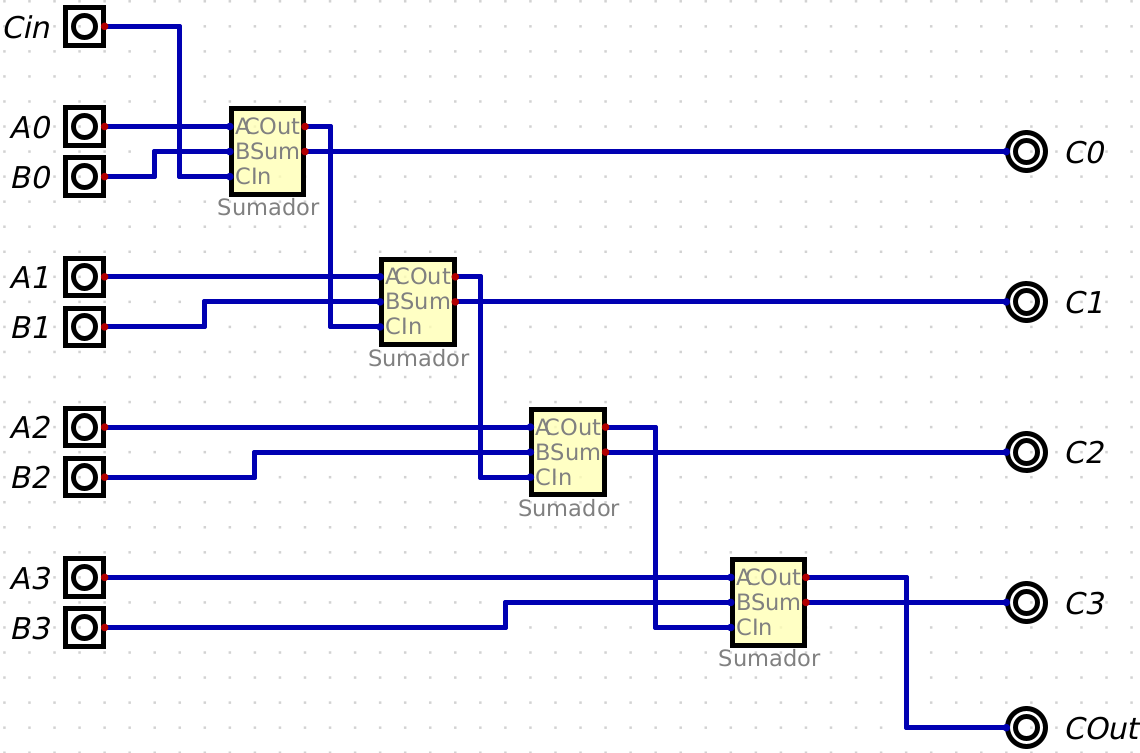 Cin
A0
B0
A COut
B Sum
CIn
Sumador
C0
A1
B1
A COut
B Sum
CIn
Sumador
C1
A2
B2
A COut
B Sum
CIn
Sumador
C2
A3
B3
A COut
B Sum
CIn
Sumador
C3
COut